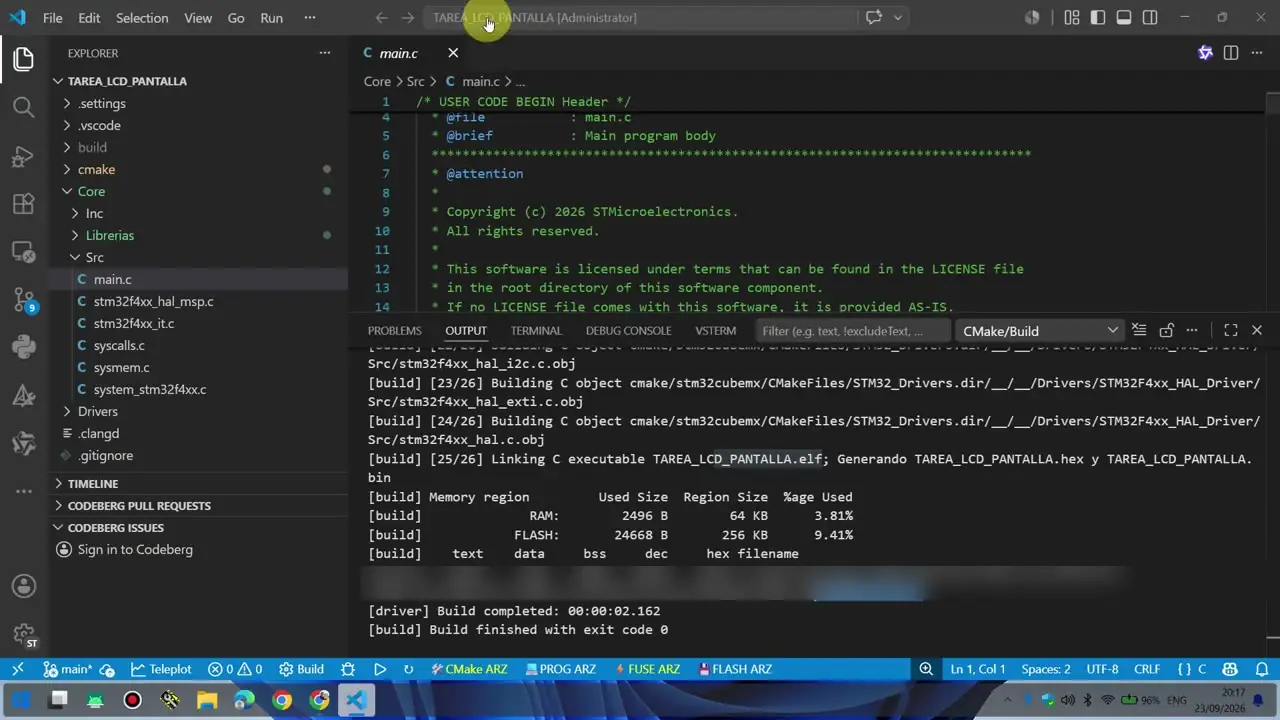 File Edit Selection View Go Run ···
TAREA_LCD_PANTALLA [Administrator]
EXPLORER
TAREA_LCD_PANTALLA
.settings
.vscode
build
cmake
Core
Inc
Librerias
Src
main.c
stm32f4xx_hal_msp.c
stm32f4xx_it.c
syscalls.c
sysmem.c
system_stm32f4xx.c
Drivers
.clangd
.gitignore
TIMELINE
CODEBERG PULL REQUESTS
CODEBERG ISSUES
Sign in to Codeberg
9
ST
main.c
Core > Src > C main.c > ...
1 /* USER CODE BEGIN Header */
4 * @file : main.c
5 * @brief : Main program body
6 ******************************************************************************
7 * @attention
8 *
9 * Copyright (c) 2026 STMicroelectronics.
10 * All rights reserved.
11 *
12 * This software is licensed under terms that can be found in the LICENSE file
13 * in the root directory of this software component.
14 * If no LICENSE file comes with this software, it is provided AS-IS.
PROBLEMS OUTPUT TERMINAL DEBUG CONSOLE VSTERM Filter (e.g. text, !excludeText, ... CMake/Build
Src/stm32f4xx_hal_i2c.c.obj
[build] [23/26] Building C object cmake/stm32cubemx/CMakeFiles/STM32_Drivers.dir/__/__/Drivers/STM32F4xx_HAL_Driver/
Src/stm32f4xx_hal_exti.c.obj
[build] [24/26] Building C object cmake/stm32cubemx/CMakeFiles/STM32_Drivers.dir/__/__/Drivers/STM32F4xx_HAL_Driver/
Src/stm32f4xx_hal.c.obj
[build] [25/26] Linking C executable TAREA_LCD_PANTALLA.elf; Generando TAREA_LCD_PANTALLA.hex y TAREA_LCD_PANTALLA.
bin
[build] Memory region Used Size Region Size %age Used
[build] RAM: 2496 B 64 KB 3.81%
[build] FLASH: 24668 B 256 KB 9.41%
[build] text data bss dec hex filename
[driver] Build completed: 00:00:02.162
[build] Build finished with exit code 0
main* Teleplot 0 0 Build CMake ARZ PROG ARZ FUSE ARZ FLASH ARZ Ln 1, Col 1 Spaces: 2 UTF-8 CRLF { } C
96% ENG 20:17
23/09/2026